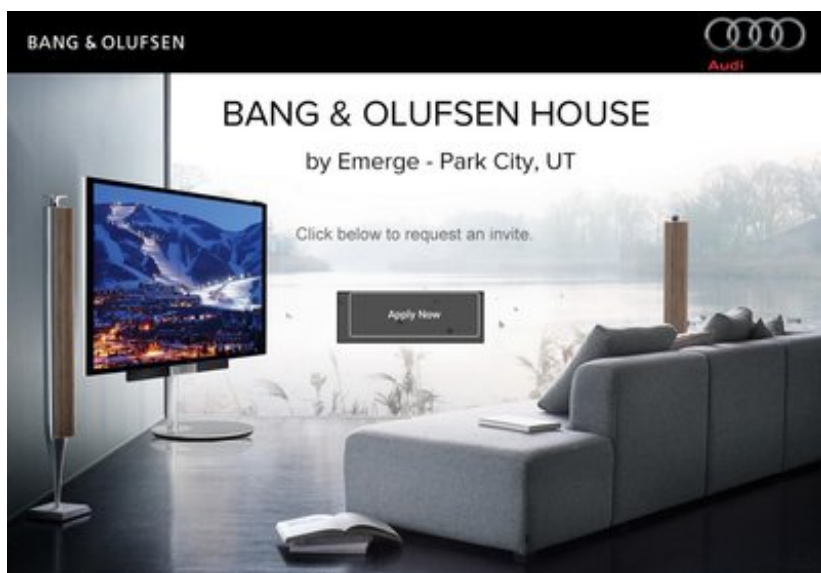 BANG & OLUFSEN
Audi
BANG & OLUFSEN HOUSE
by Emerge - Park City, UT
Click below to request an invite.
Apply Now